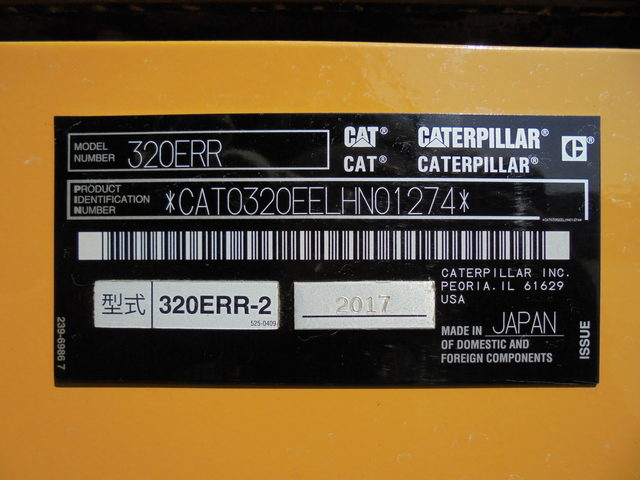 MODEL NUMBER 320ERR
CAT® CATERPILLAR®
CAT® CATERPILLAR® C
PRODUCT IDENTIFICATION NUMBER *CAT0320EELHN01274*
*CAT0320EELHN01274*
CATERPILLAR INC.
PEORIA. IL 61629
USA
型式 320ERR-2
525-0409
2017
MADE IN JAPAN
OF DOMESTIC AND
FOREIGN COMPONENTS
ISSUE
239-6986 7